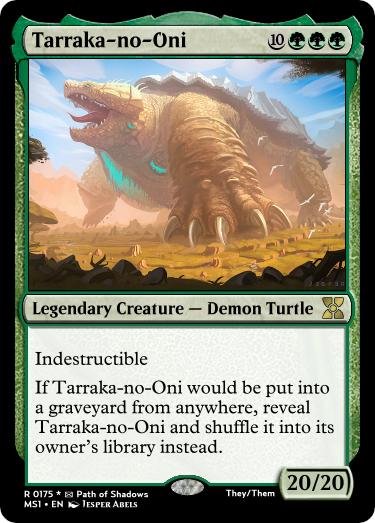 Tarraka-no-Oni 10
Legendary Creature — Demon Turtle
Indestructible
If Tarraka-no-Oni would be put into
a graveyard from anywhere, reveal
Tarraka-no-Oni and shuffle it into its
owner's library instead.
20/20
R 0175 * Path of Shadows They/Them
MS1 • EN Jesper Abels